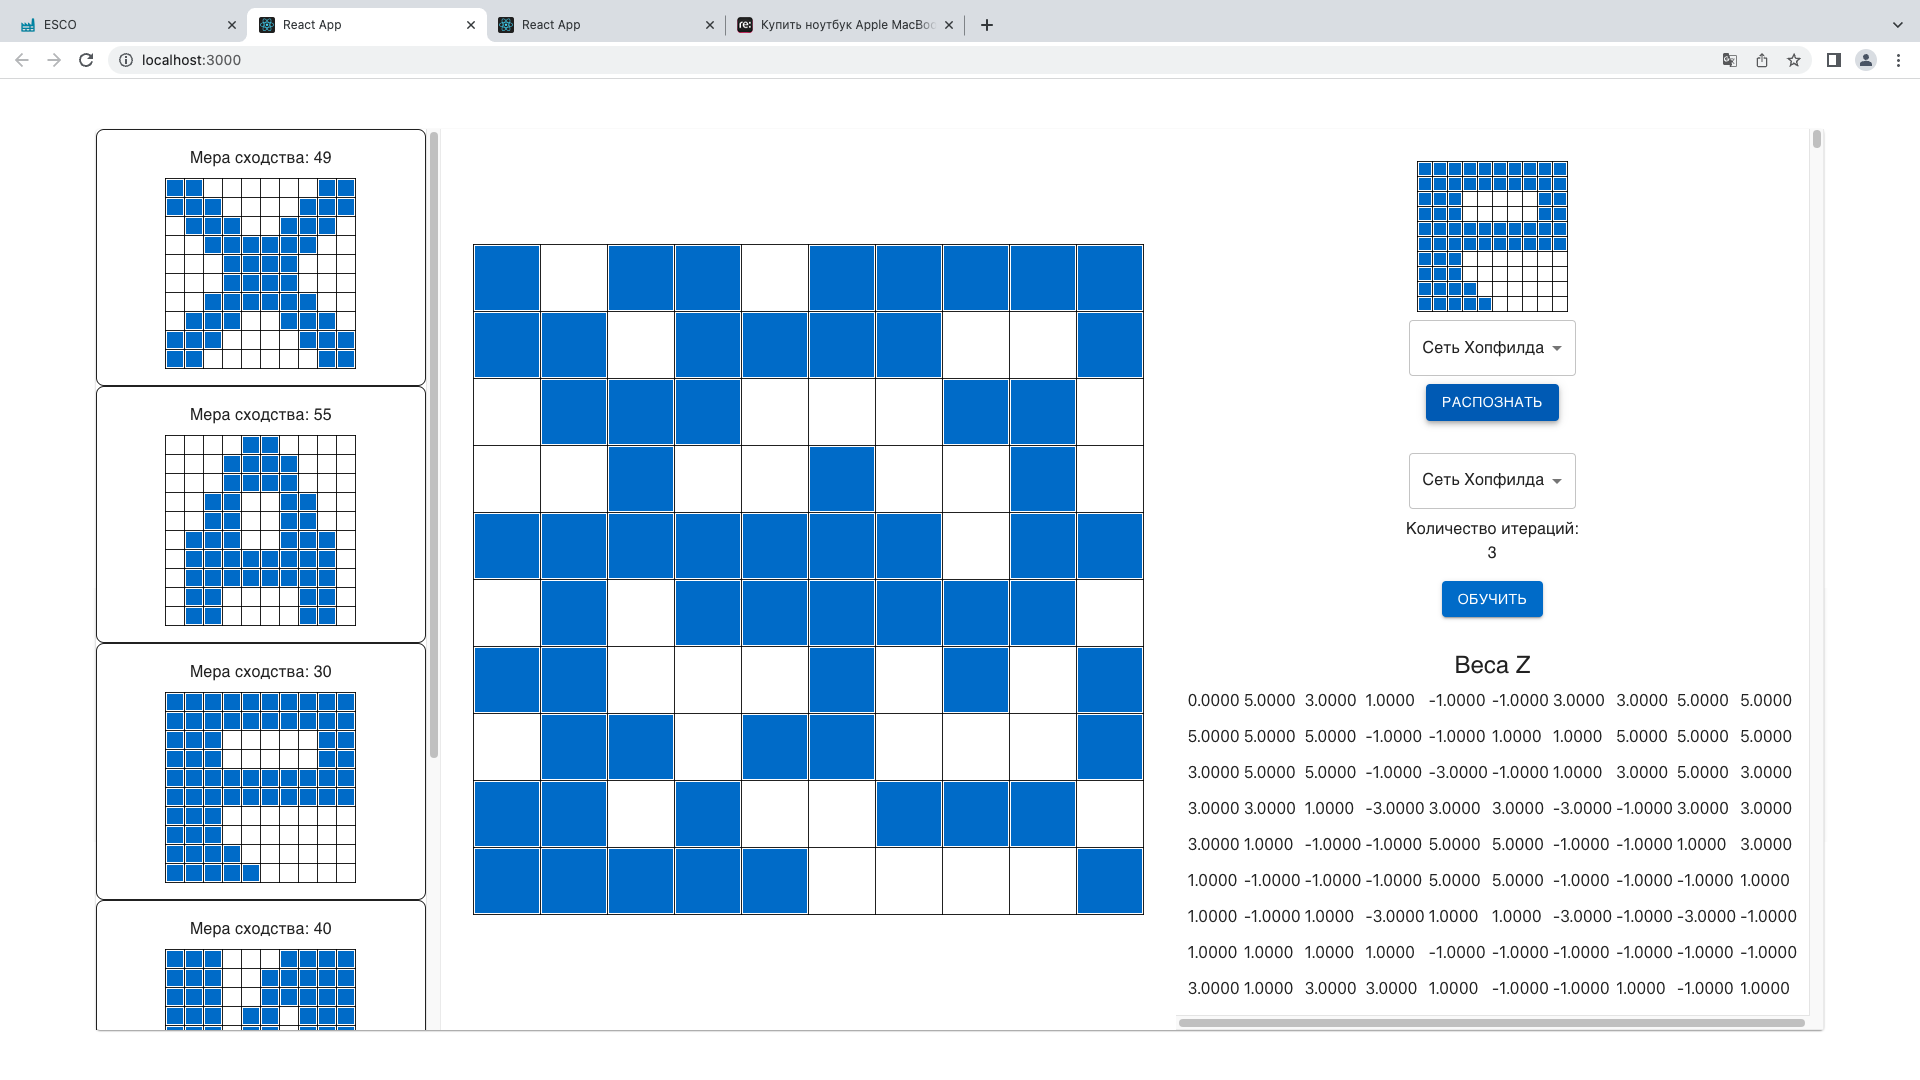 ESCO
React App
React App
re: Купить ноутбук Apple MacBoo
localhost:3000
Мера сходства: 49
Мера сходства: 55
Мера сходства: 30
Мера сходства: 40
Сеть Хопфилда
РАСПОЗНАТЬ
Сеть Хопфилда
Количество итераций:
3
ОБУЧИТЬ
Веса Z
0.0000 5.0000 3.0000 1.0000 -1.0000 -1.0000 3.0000 3.0000 5.0000 5.0000
5.0000 5.0000 5.0000 -1.0000 -1.0000 1.0000 1.0000 5.0000 5.0000 5.0000
3.0000 5.0000 5.0000 -1.0000 -3.0000 -1.0000 1.0000 3.0000 5.0000 3.0000
3.0000 3.0000 1.0000 -3.0000 3.0000 3.0000 -3.0000 -1.0000 3.0000 3.0000
3.0000 1.0000 -1.0000 -1.0000 5.0000 5.0000 -1.0000 -1.0000 1.0000 3.0000
1.0000 -1.0000 -1.0000 -1.0000 5.0000 5.0000 -1.0000 -1.0000 -1.0000 1.0000
1.0000 -1.0000 1.0000 -3.0000 1.0000 1.0000 -3.0000 -1.0000 -3.0000 -1.0000
1.0000 1.0000 1.0000 1.0000 -1.0000 -1.0000 -1.0000 -1.0000 -1.0000 -1.0000
3.0000 1.0000 3.0000 3.0000 1.0000 -1.0000 -1.0000 1.0000 -1.0000 1.0000